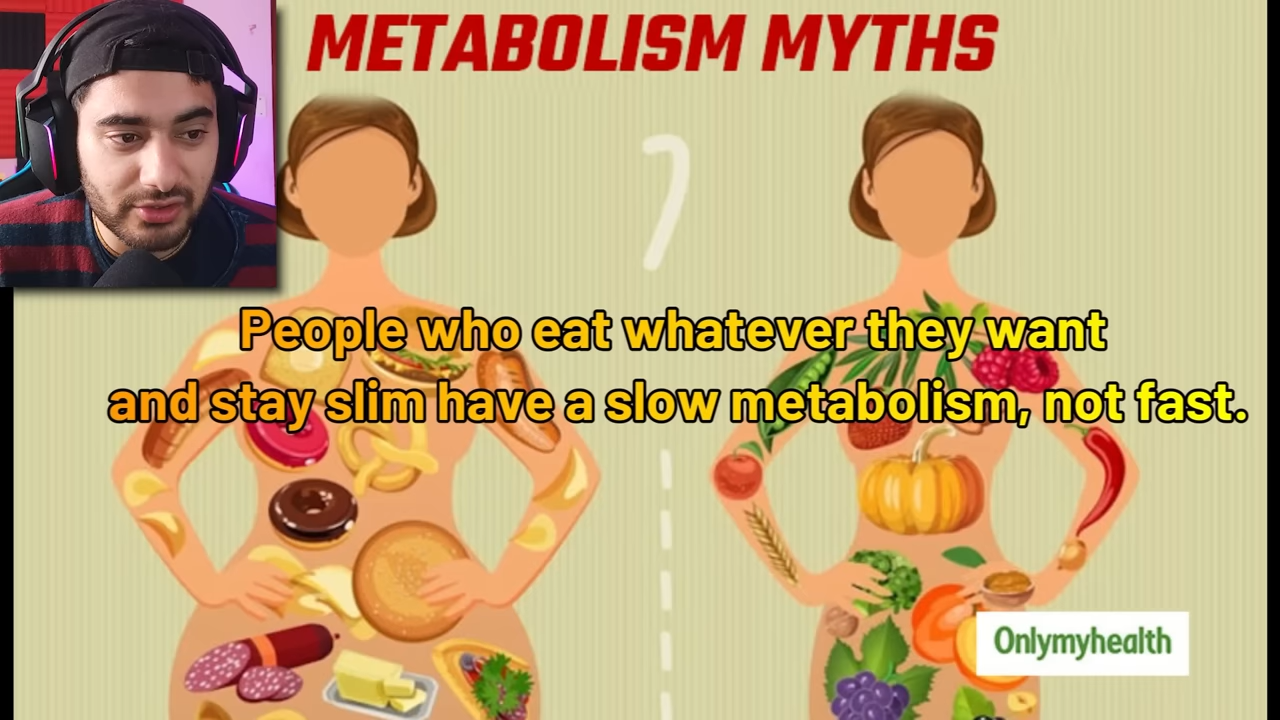 METABOLISM MYTHS
People who eat whatever they want
and stay slim have a slow metabolism, not fast.
Onlymyhealth